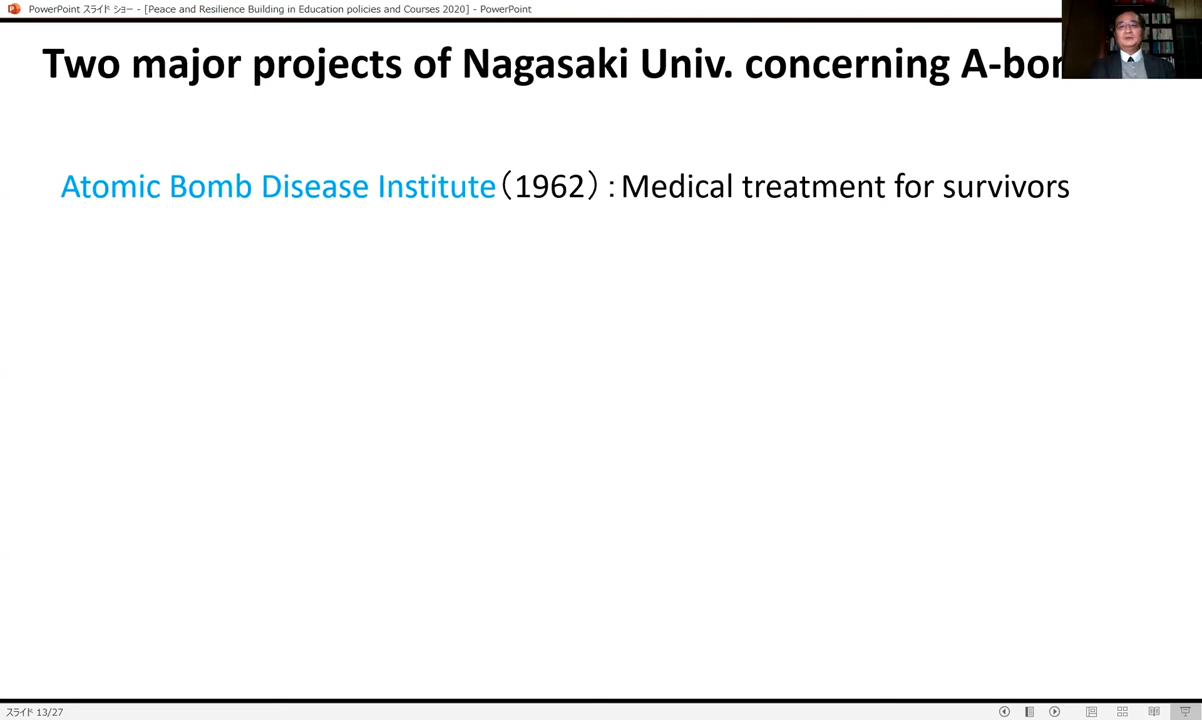 PowerPoint スライド ショー - [Peace and Resilience Building in Education policies and Courses 2020] - PowerPoint
Two major projects of Nagasaki Univ. concerning
Atomic Bomb Disease Institute（1962）：Medical treatment for survivors
スライド 13/27